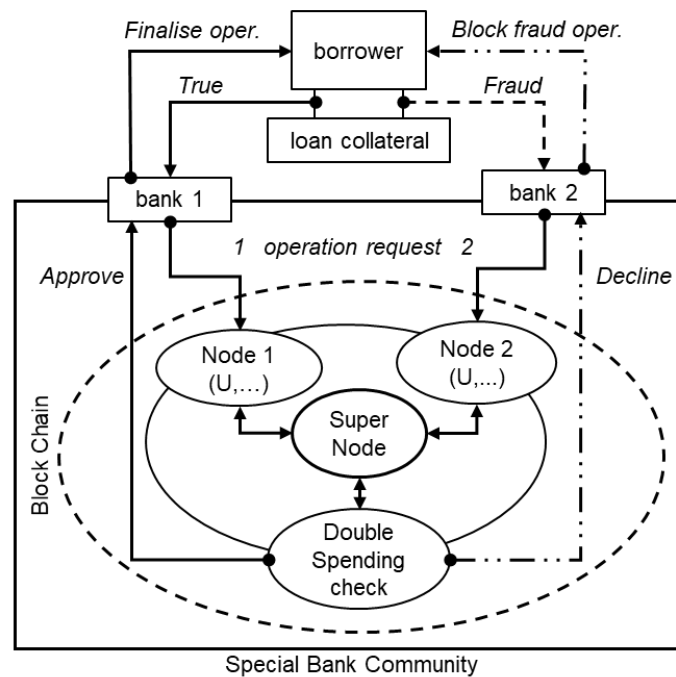 Finalise oper.
borrower
Block fraud oper.
True
Fraud
loan collateral
bank 1
bank 2
1 operation request 2
Approve
Decline
Node 1
(U,…)
Node 2
(U,...)
Super
Node
Block Chain
Double
Spending
check
Special Bank Community